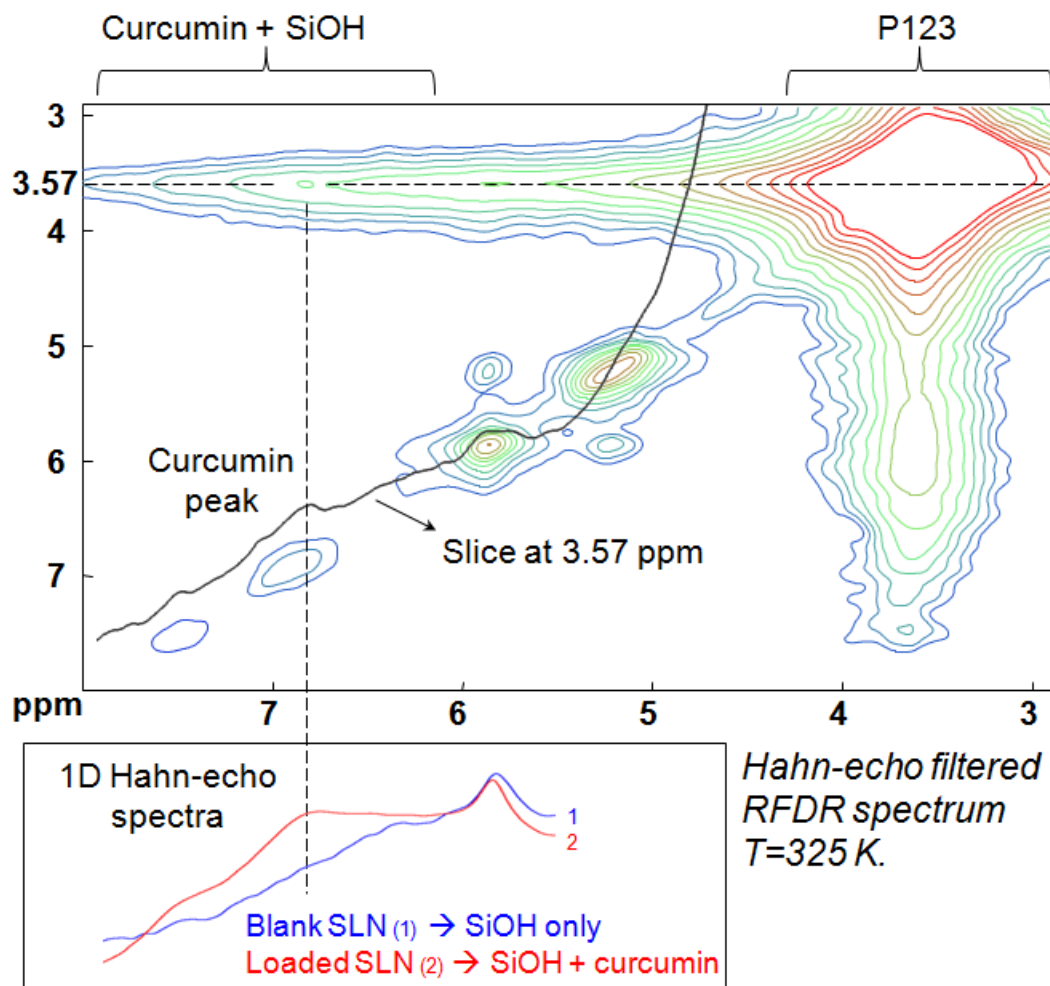 Curcumin + SiOH
P123
3
3.57
4
5
6
7
Curcumin
peak
Slice at 3.57 ppm
ppm
7
6
5
4
3
1D Hahn-echo
spectra
1
2
Blank SLN (1) → SiOH only
Loaded SLN (2) → SiOH + curcumin
Hahn-echo filtered
RFDR spectrum
T=325 K.